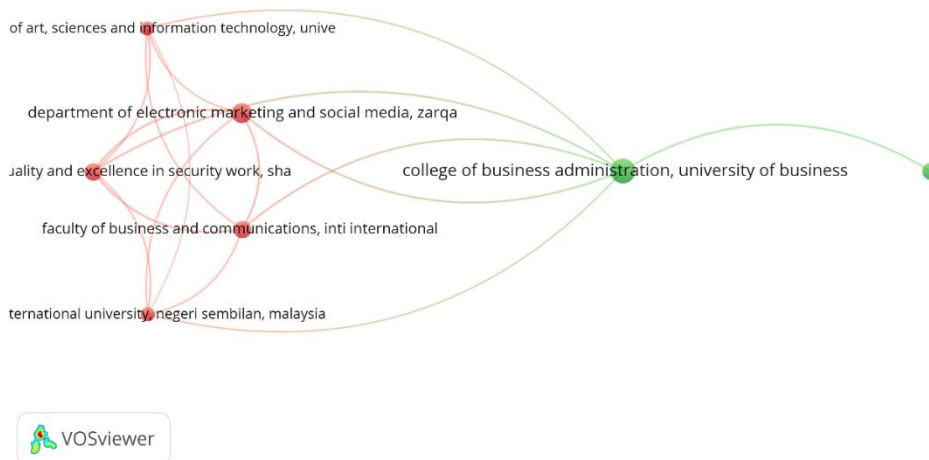 of art, sciences and information technology, unive
department of electronic marketing and social media, zarqa
uality and excellence in security work, sha
college of business administration, university of business
faculty of business and communications, inti international
ternational university, negeri sembilan, malaysia
VOSviewer